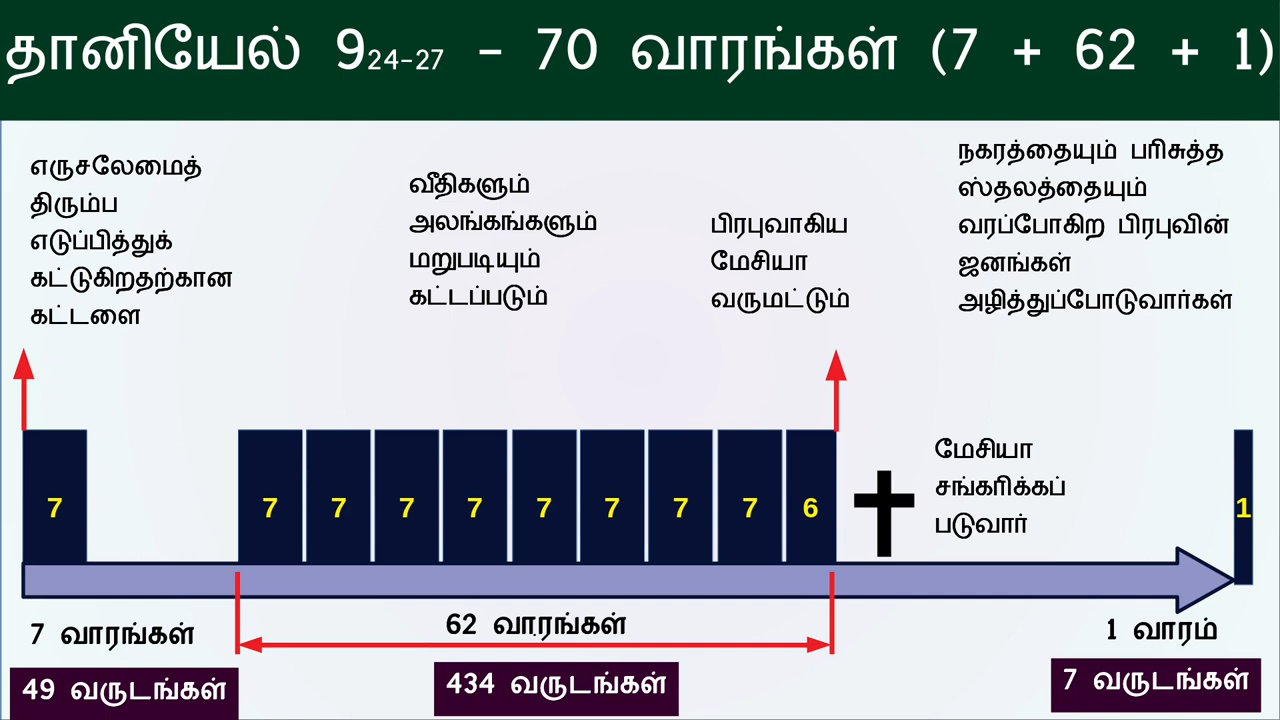 தானியேல் 9 24-27 - 70 வாரங்கள் (7 + 62 + 1)
எருசலேமைத்
திரும்ப
எடுப்பித்துக்
கட்டுகிறதற்கான
கட்டளை
வீதிகளும்
அலங்கங்களும்
மறுபடியும்
கட்டப்படும்
பிரபுவாகிய
மேசியா
வருமட்டும்
நகரத்தையும் பரிசுத்த
ஸ்தலத்தையும்
வரப்போகிற பிரபுவின்
ஜனங்கள்
அழித்துப்போடுவார்கள்
7 7 7 7 7 7 7 7 7 6
மேசியா
சங்கரிக்கப்
படுவார்
1
7 வாரங்கள்
62 வாரங்கள்
1 வாரம்
49 வருடங்கள்
434 வருடங்கள்
7 வருடங்கள்